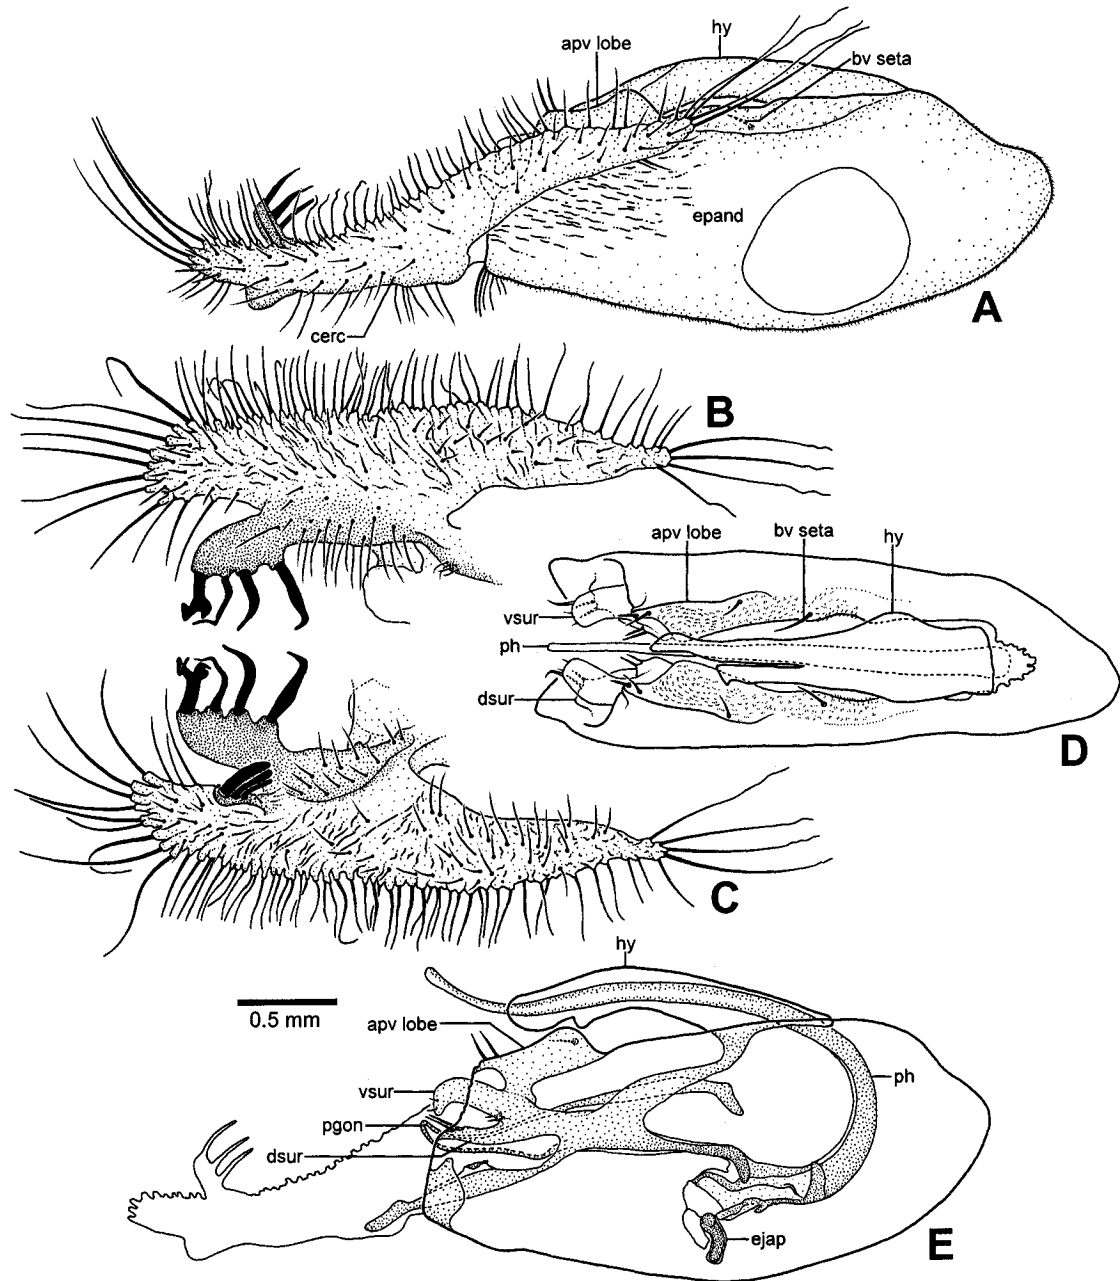 hy
apv lobe
bv seta
epand
A
cerc
B
apv lobe
bv seta
hy
vsur
ph
dsur
D
C
hy
0.5 mm
apv lobe
vsur
ph
pgon
dsur
ejap
E